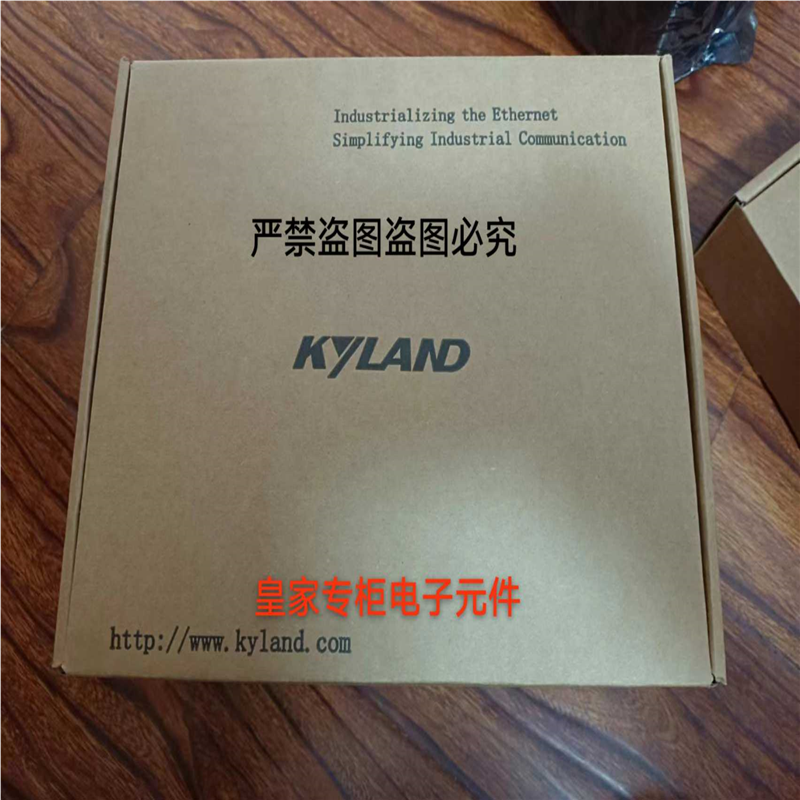 Industrializing the Ethernet
Simplifying Industrial Communication
严禁盗图盗图必究
KYLAND
皇家专柜电子元件
http://www.kyland.com